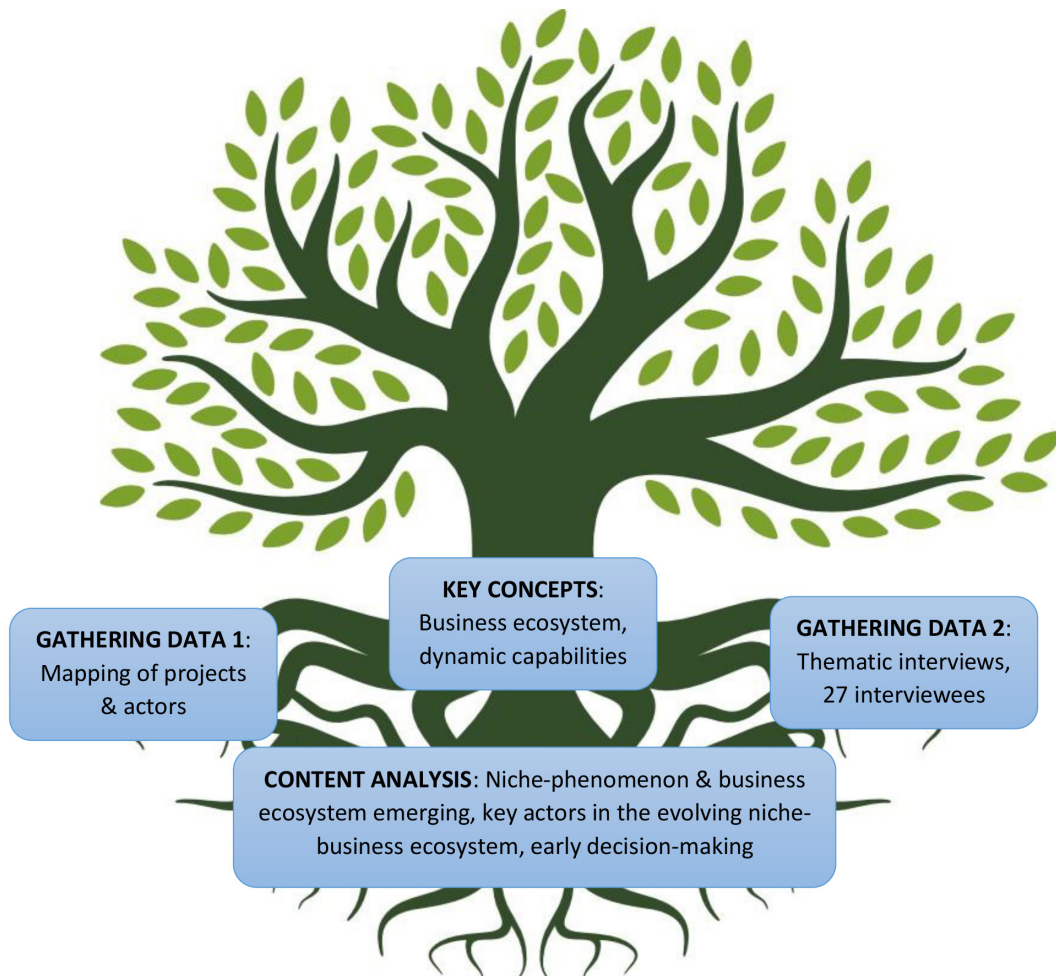 KEY CONCEPTS:
Business ecosystem,
dynamic capabilities
GATHERING DATA 1:
Mapping of projects
& actors
GATHERING DATA 2:
Thematic interviews,
27 interviewees
CONTENT ANALYSIS: Niche-phenomenon & business
ecosystem emerging, key actors in the evolving niche-
business ecosystem, early decision-making